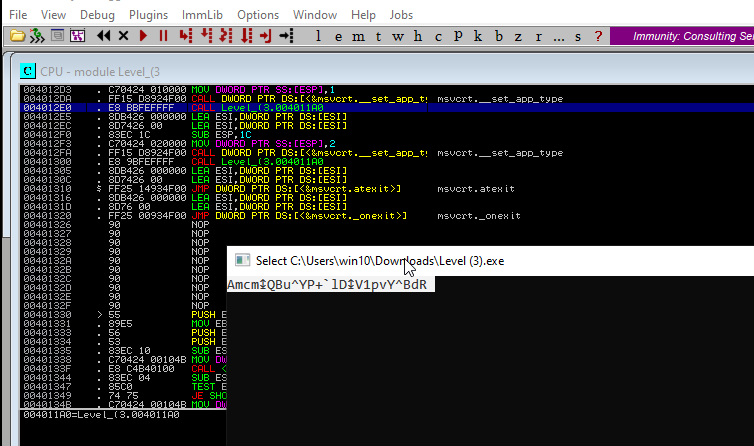 File View Debug Plugins ImmLib Options Window Help Jobs
l e m t w h c p k b z r ... s ? Immunity: Consulting Se
C CPU - module Level_(3
004012D3 . C70424 010000 MOV DWORD PTR SS:[ESP],1
004012DA . FF15 D8924F00 CALL DWORD PTR DS:[<&msvcrt.__set_app_ty msvcrt.__set_app_type
004012E0 . E8 BBFEFFFF CALL Level_(3.004011A0
004012E5 . 8DB426 000000 LEA ESI,DWORD PTR DS:[ESI]
004012EC . 8D7426 00 LEA ESI,DWORD PTR DS:[ESI]
004012F0 . 83EC 1C SUB ESP,1C
004012F3 . C70424 020000 MOV DWORD PTR SS:[ESP],2
004012FA . FF15 D8924F00 CALL DWORD PTR DS:[<&msvcrt.__set_app_ty msvcrt.__set_app_type
00401300 . E8 9BFEFFFF CALL Level_(3.004011A0
00401305 . 8DB426 000000 LEA ESI,DWORD PTR DS:[ESI]
0040130C . 8D7426 00 LEA ESI,DWORD PTR DS:[ESI]
00401310 $ FF25 14934F00 JMP DWORD PTR DS:[<&msvcrt.atexit>] msvcrt.atexit
00401316 . 8DB426 000000 LEA ESI,DWORD PTR DS:[ESI]
0040131D . 8D76 00 LEA ESI,DWORD PTR DS:[ESI]
00401320 . FF25 00934F00 JMP DWORD PTR DS:[<&msvcrt._onexit>] msvcrt._onexit
00401326 90 NOP
00401327 90 NOP
00401328 90 NOP
00401329 90 NOP
0040132A 90 NOP
0040132B 90 NOP
0040132C 90 NOP
0040132D 90 NOP
0040132E 90 NOP
0040132F 90 NOP
00401330 > 55 PUSH E
00401331 . 89E5 MOV EB
00401333 . 56 PUSH E
00401334 . 53 PUSH E
00401335 . 83EC 10 SUB ES
00401338 . C70424 00104B MOV DW
0040133F . E8 C4B40100 CALL <
00401344 . 83EC 04 SUB ES
00401347 . 85C0 TEST E
00401349 . 74 75 JE SHO
0040134B . C70424 00104B MOV DW
004011A0=Level_(3.004011A0
Select C:\Users\win10\Downloads\Level (3).exe
Amcm‡QBu^YP+`lD‡V1pvY^BdR